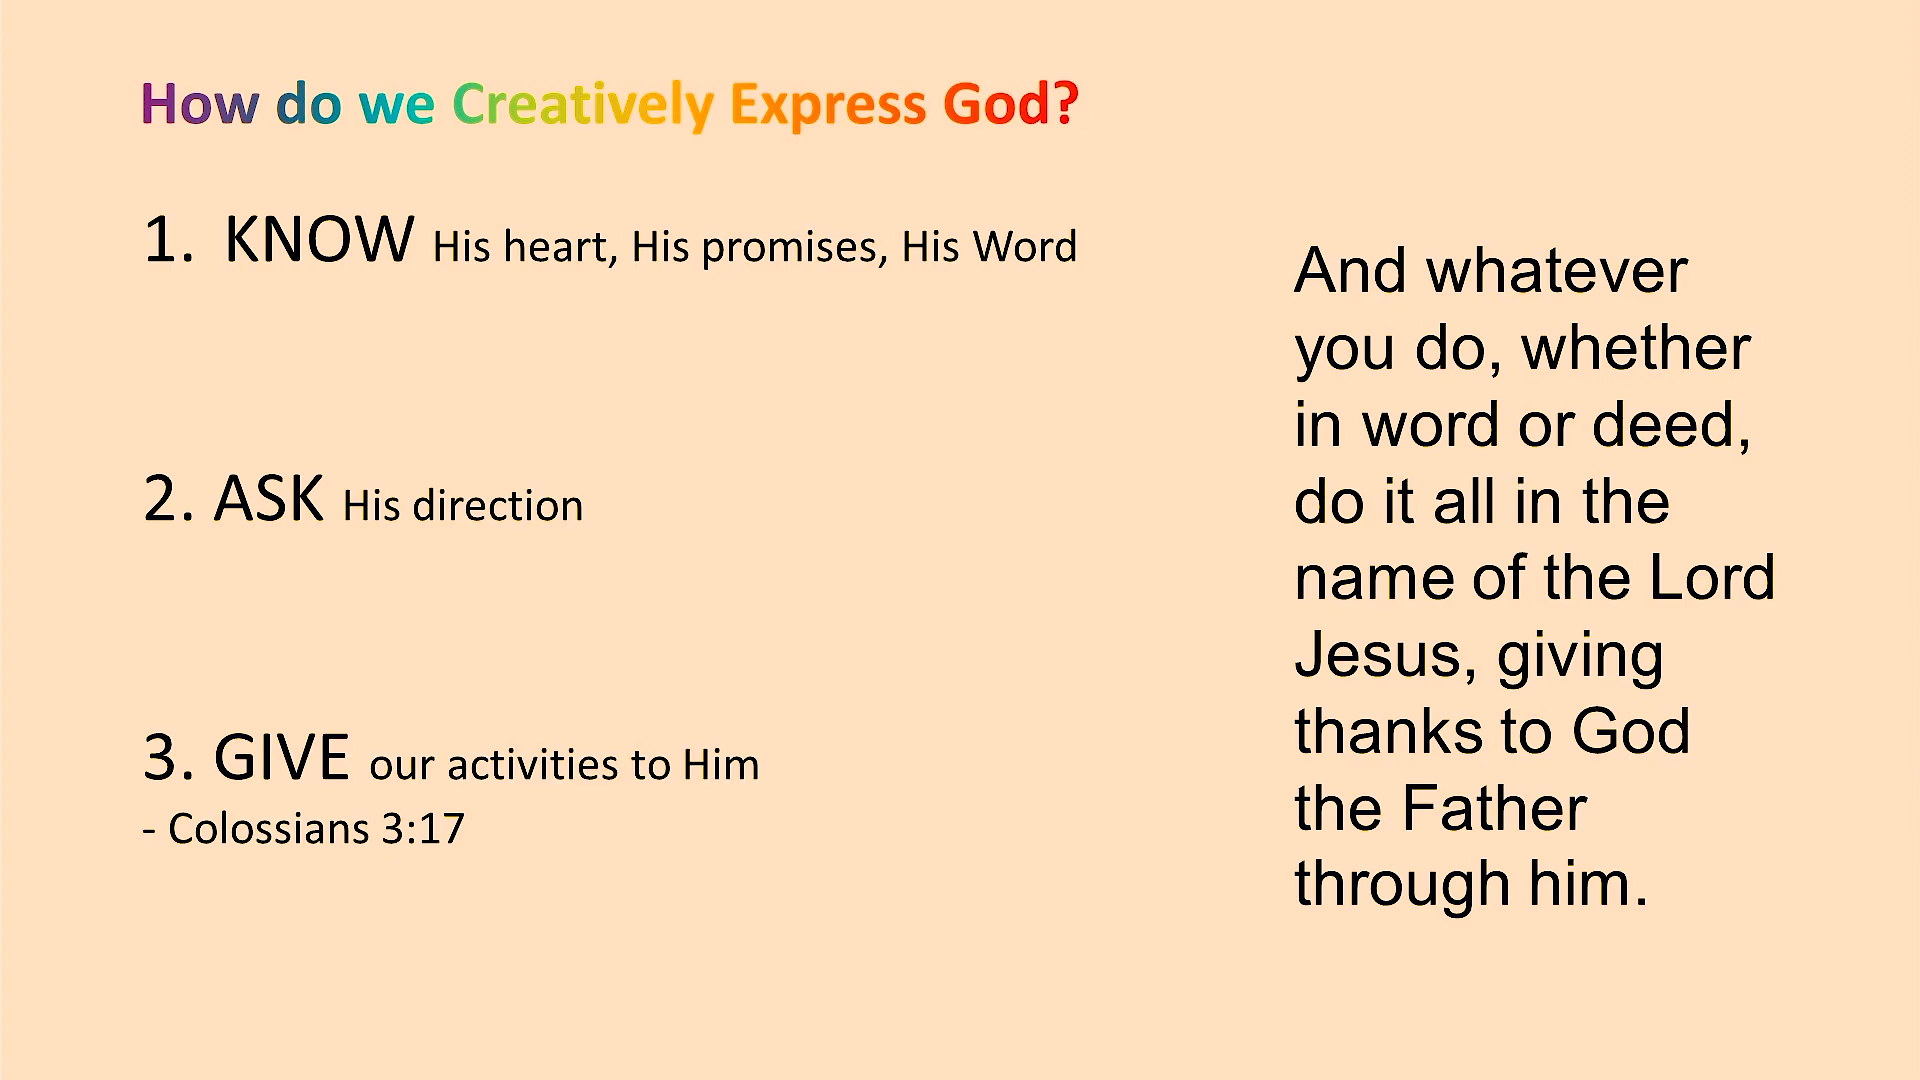 How do we Creatively Express God?
1. KNOW His heart, His promises, His Word
2. ASK His direction
3. GIVE our activities to Him
- Colossians 3:17
And whatever
you do, whether
in word or deed,
do it all in the
name of the Lord
Jesus, giving
thanks to God
the Father
through him.